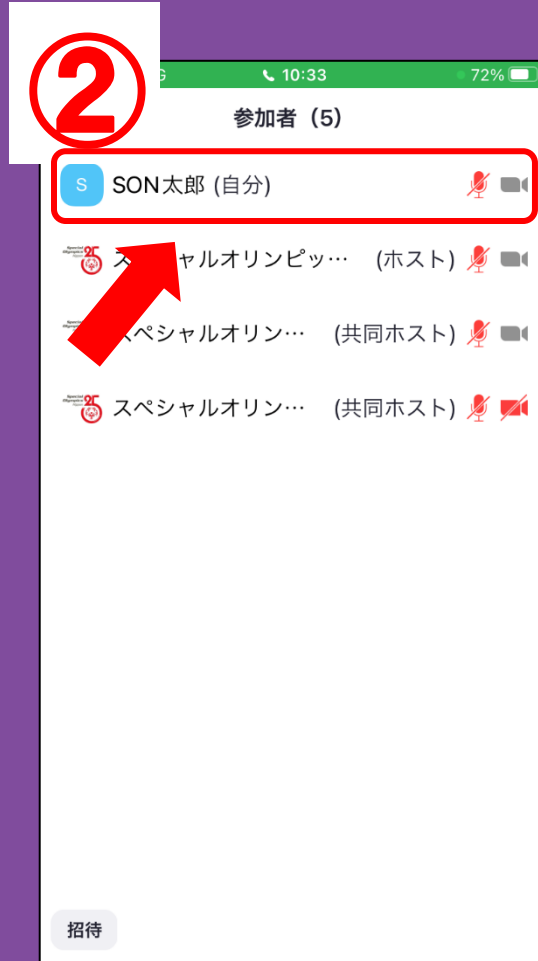 ②
10:33
72%
参加者（5）
S SON太郎 (自分)
スペシャルオリンピッ… (ホスト)
スペシャルオリン… (共同ホスト)
スペシャルオリン… (共同ホスト)
招待